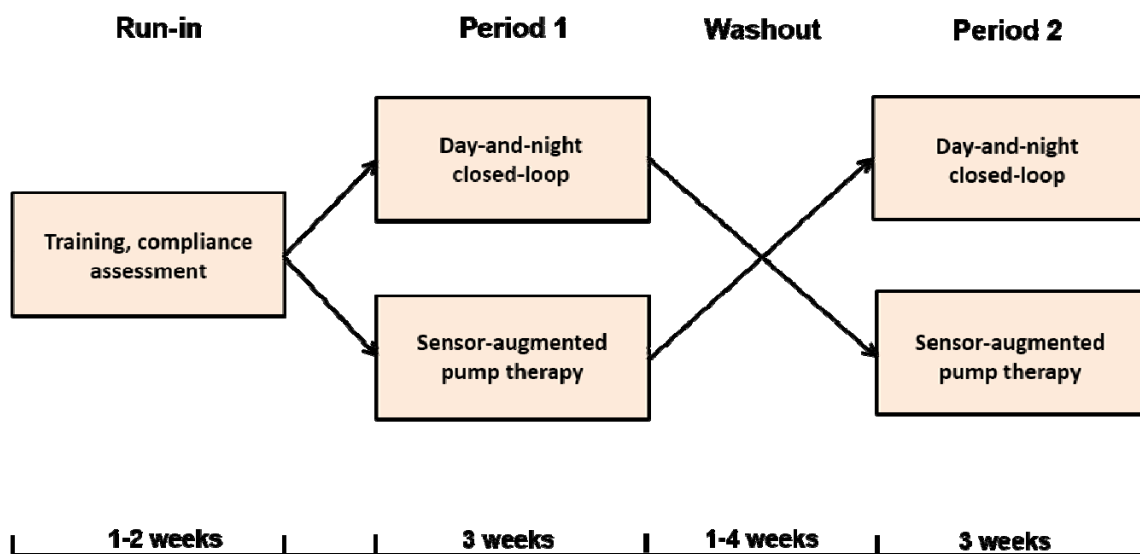 Run-in
Period 1
Washout
Period 2
Training, compliance
assessment
Day-and-night
closed-loop
Sensor-augmented
pump therapy
Day-and-night
closed-loop
Sensor-augmented
pump therapy
1-2 weeks
3 weeks
1-4 weeks
3 weeks